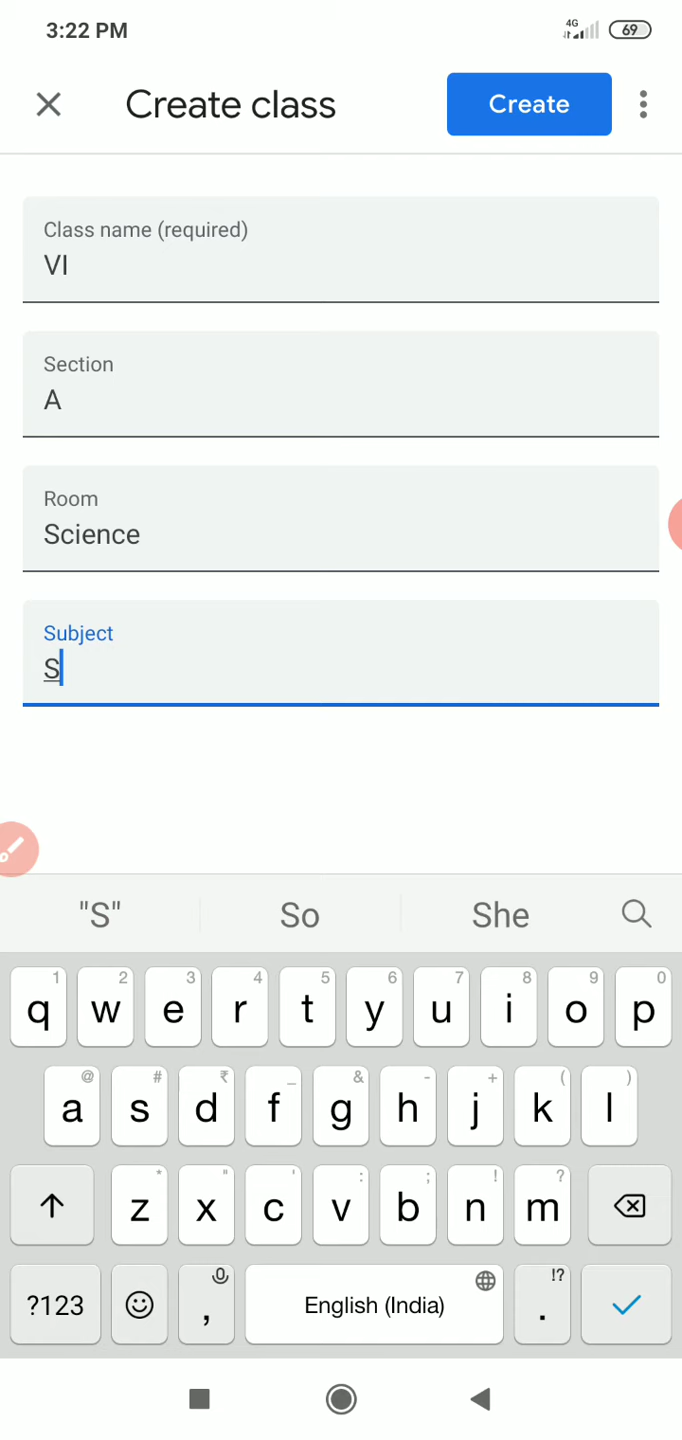 3:22 PM 4G 69
Create class Create
Class name (required)
VI
Section
A
Room
Science
Subject
S
"S" So She
1 2 3 4 5 6 7 8 9 0
q w e r t y u i o p
@ # ₹ _ & - + ( )
a s d f g h j k l
* " ' : ; ! ?
z x c v b n m
?123 , English (India) !? .